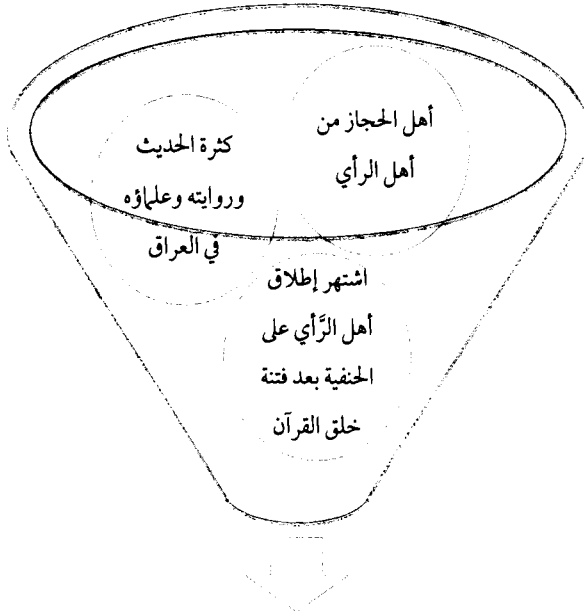 أهل الحجاز من
أهل الرأي
كثرة الحديث
وروايته وعلماؤه
في العراق
اشتهر إطلاق
أهل الرَّأي على
الحنفية بعد فتنة
خلق القرآن